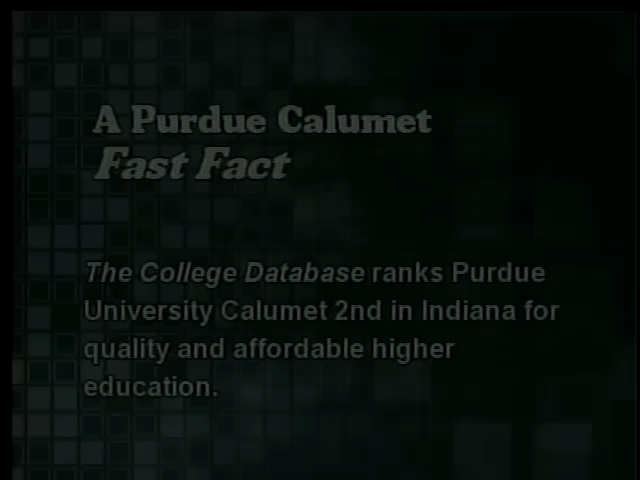 A Purdue Calumet
Fast Fact
The College Database ranks Purdue
University Calumet 2nd in Indiana for
quality and affordable higher
education.